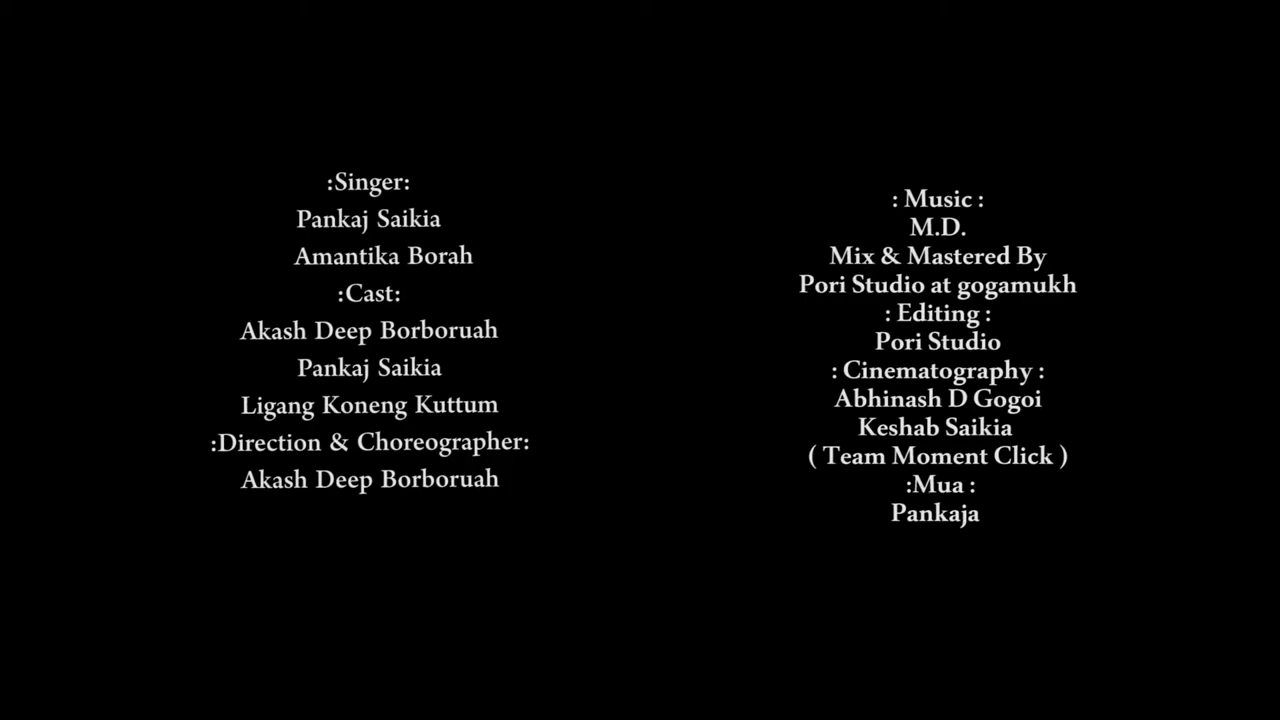 :Singer:
Pankaj Saikia
Amantika Borah
:Cast:
Akash Deep Borboruah
Pankaj Saikia
Ligang Koneng Kuttum
:Direction & Choreographer:
Akash Deep Borboruah
: Music :
M.D.
Mix & Mastered By
Pori Studio at gogamukh
: Editing :
Pori Studio
: Cinematography :
Abhinash D Gogoi
Keshab Saikia
( Team Moment Click )
:Mua :
Pankaja